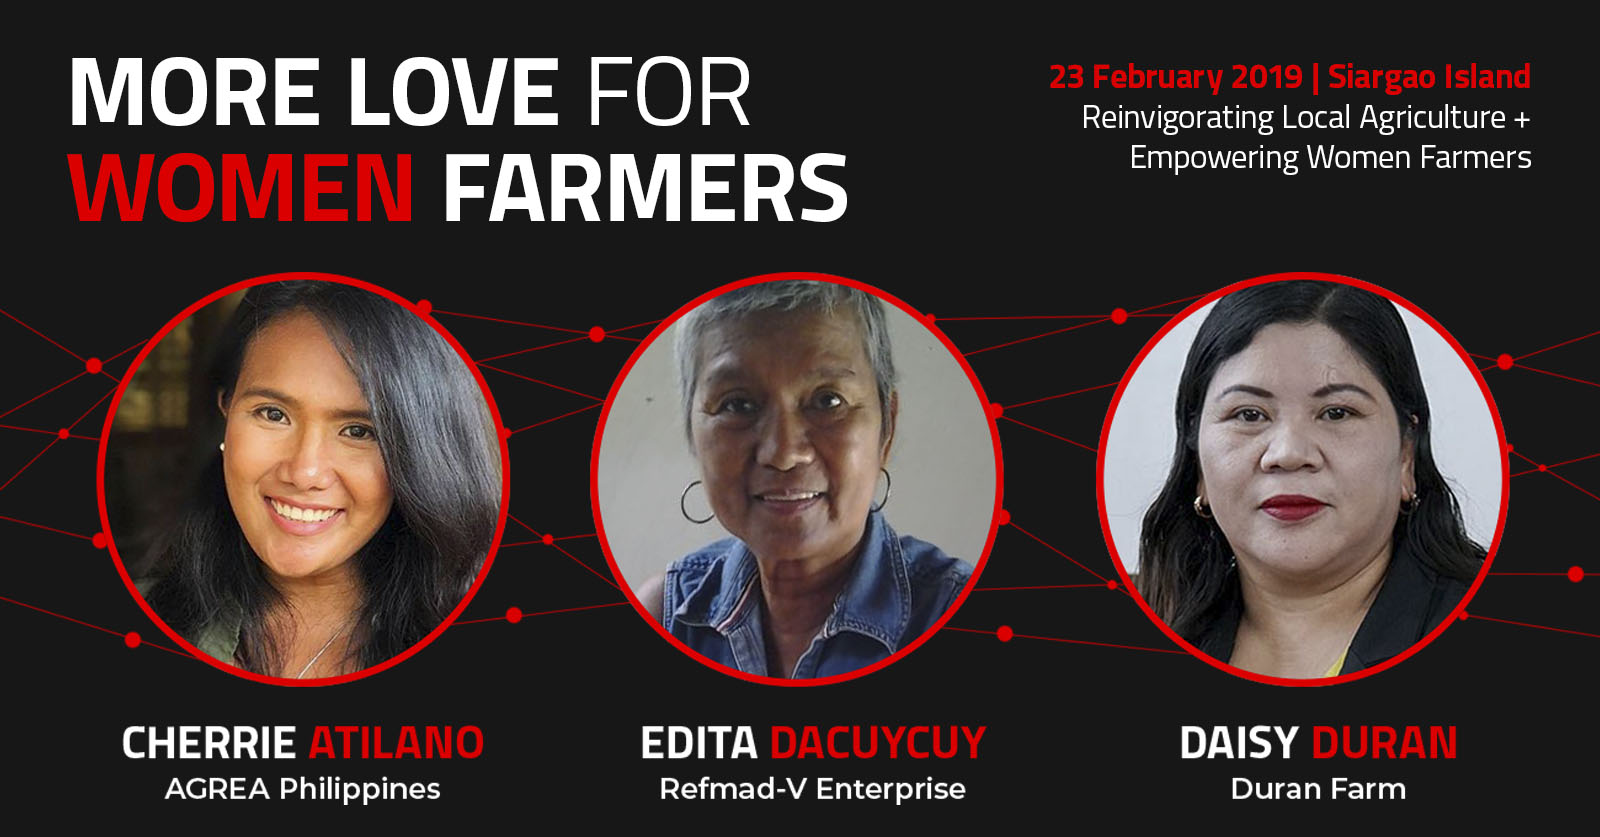 MORE LOVE FOR
WOMEN FARMERS
23 February 2019 | Siargao Island
Reinvigorating Local Agriculture +
Empowering Women Farmers
CHERRIE ATILANO
AGREA Philippines
EDITA DACUYCUY
Refmad-V Enterprise
DAISY DURAN
Duran Farm